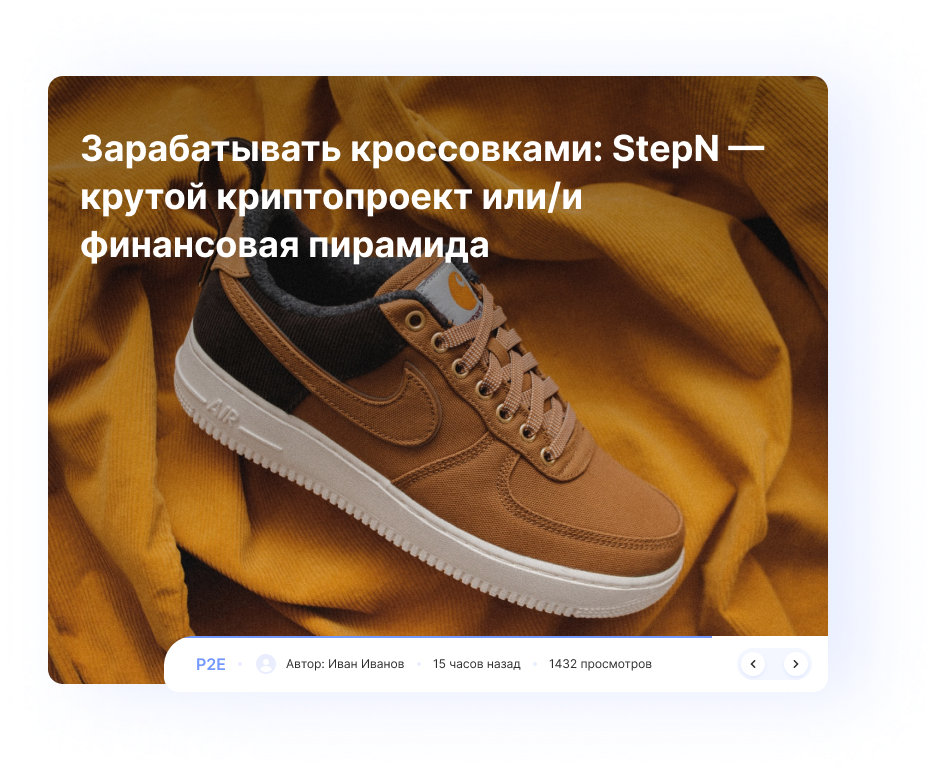 Зарабатывать кроссовками: StepN —
крутой криптопроект или/и
финансовая пирамида
AIR
P2E
Автор: Иван Иванов
15 часов назад
1432 просмотров